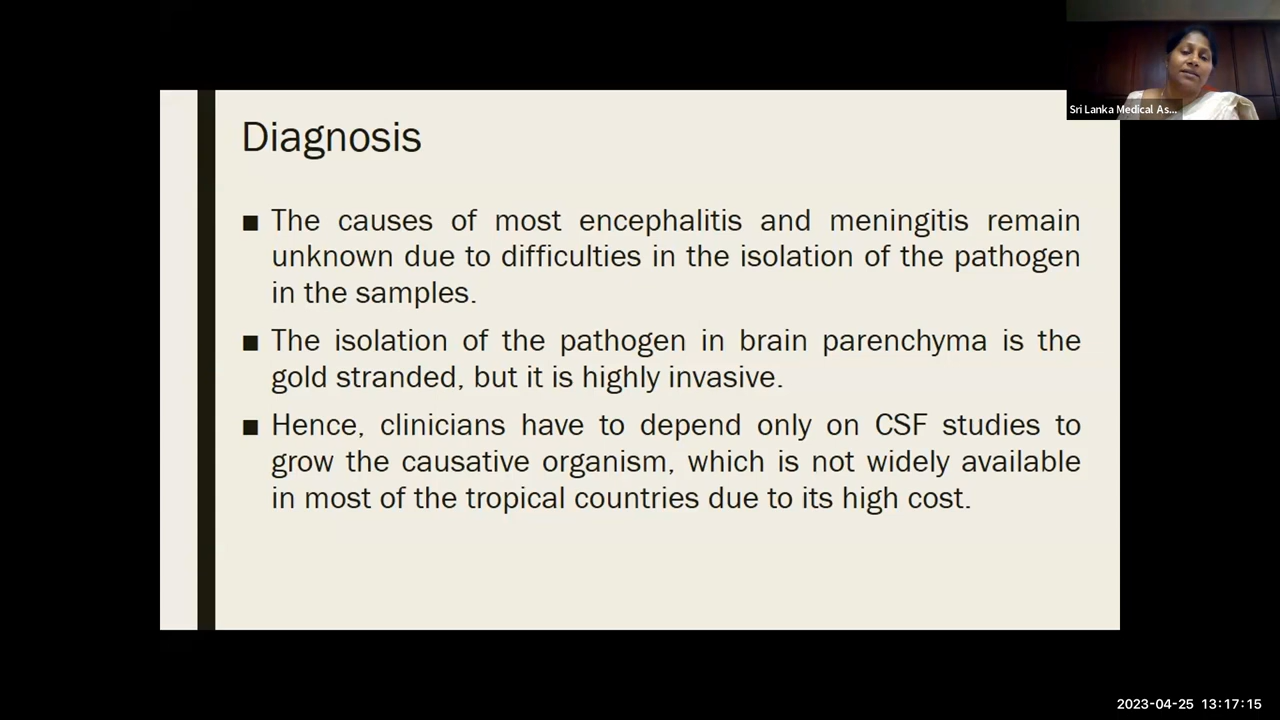 Sri Lanka Medical As...
Diagnosis
■ The causes of most encephalitis and meningitis remain
unknown due to difficulties in the isolation of the pathogen
in the samples.
■ The isolation of the pathogen in brain parenchyma is the
gold stranded, but it is highly invasive.
■ Hence, clinicians have to depend only on CSF studies to
grow the causative organism, which is not widely available
in most of the tropical countries due to its high cost.
2023-04-25 13:17:15